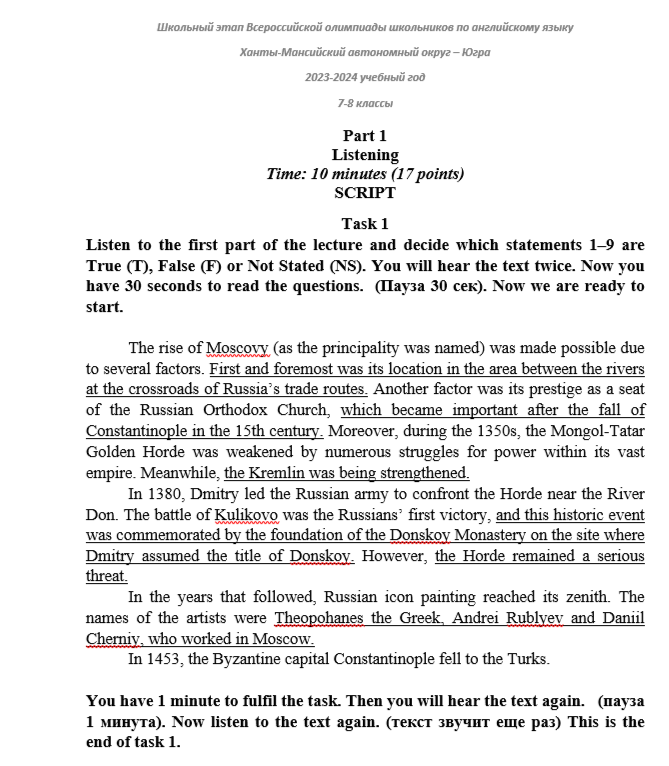 Школьный этап Всероссийской олимпиады школьников по английскому языку
Ханты-Мансийский автономный округ – Югра
2023-2024 учебный год
7-8 классы
Part 1
Listening
Time: 10 minutes (17 points)
SCRIPT
Task 1
Listen to the first part of the lecture and decide which statements 1–9 are
True (T), False (F) or Not Stated (NS). You will hear the text twice. Now you
have 30 seconds to read the questions. (Пауза 30 сек). Now we are ready to
start.
The rise of Moscovy (as the principality was named) was made possible due
to several factors. First and foremost was its location in the area between the rivers
at the crossroads of Russia’s trade routes. Another factor was its prestige as a seat
of the Russian Orthodox Church, which became important after the fall of
Constantinople in the 15th century. Moreover, during the 1350s, the Mongol-Tatar
Golden Horde was weakened by numerous struggles for power within its vast
empire. Meanwhile, the Kremlin was being strengthened.
In 1380, Dmitry led the Russian army to confront the Horde near the River
Don. The battle of Kulikovo was the Russians’ first victory, and this historic event
was commemorated by the foundation of the Donskoy Monastery on the site where
Dmitry assumed the title of Donskoy. However, the Horde remained a serious
threat.
In the years that followed, Russian icon painting reached its zenith. The
names of the artists were Theopohanes the Greek, Andrei Rublyev and Daniil
Cherniy, who worked in Moscow.
In 1453, the Byzantine capital Constantinople fell to the Turks.
You have 1 minute to fulfil the task. Then you will hear the text again. (пауза
1 минута). Now listen to the text again. (текст звучит еще раз) This is the
end of task 1.